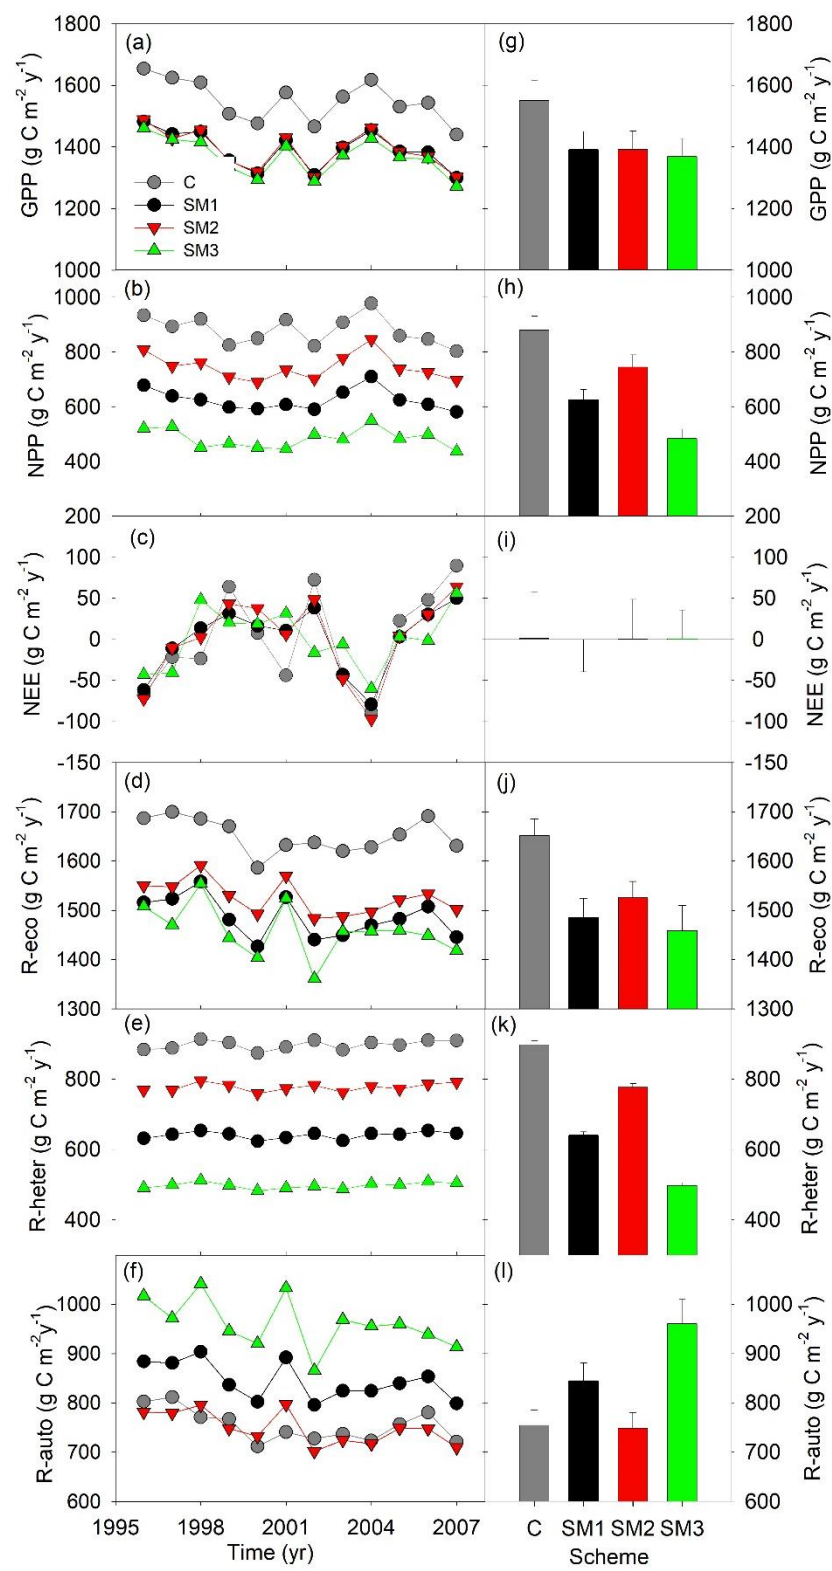 1800 (a) (g) 1800
1600 1600
1400 1400
1200 1200
1000 1000
GPP (g C m⁻² y⁻¹) GPP (g C m⁻² y⁻¹)
C
SM1
SM2
SM3
1000 (b) (h) 1000
800 800
600 600
400 400
200 200
NPP (g C m⁻² y⁻¹) NPP (g C m⁻² y⁻¹)
(c) (i)
100 100
50 50
0 0
-50 -50
-100 -100
-150 -150
NEE (g C m⁻² y⁻¹) NEE (g C m⁻² y⁻¹)
(d) (j)
1700 1700
1600 1600
1500 1500
1400 1400
1300 1300
R-eco (g C m⁻² y⁻¹) R-eco (g C m⁻² y⁻¹)
(e) (k)
800 800
600 600
400 400
R-heter (g C m⁻² y⁻¹) R-heter (g C m⁻² y⁻¹)
(f) (l)
1000 1000
900 900
800 800
700 700
600 600
R-auto (g C m⁻²y⁻¹) R-auto (g C m⁻²y⁻¹)
1995 1998 2001 2004 2007 C SM1 SM2 SM3
Time (yr) Scheme